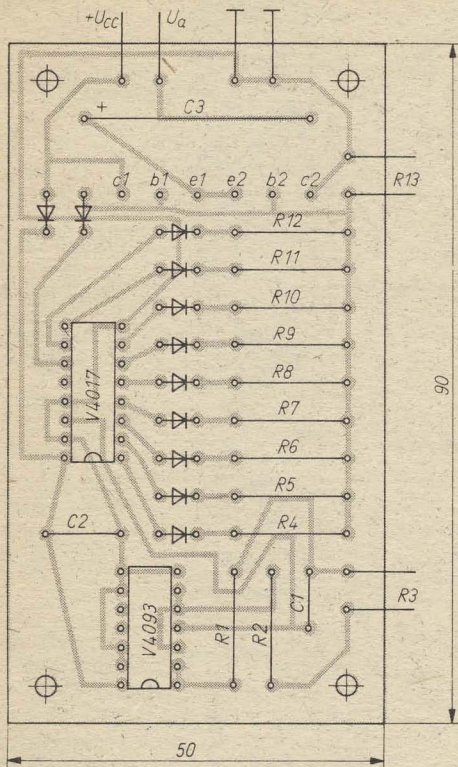 +Ucc Ua
+ C3
c1 b1 e1 e2 b2 c2
R13
R12
R11
R10
R9
V4017
R8
R7
R6
R5
C2
R4
V4093
R1
R2
C1
R3
90
50